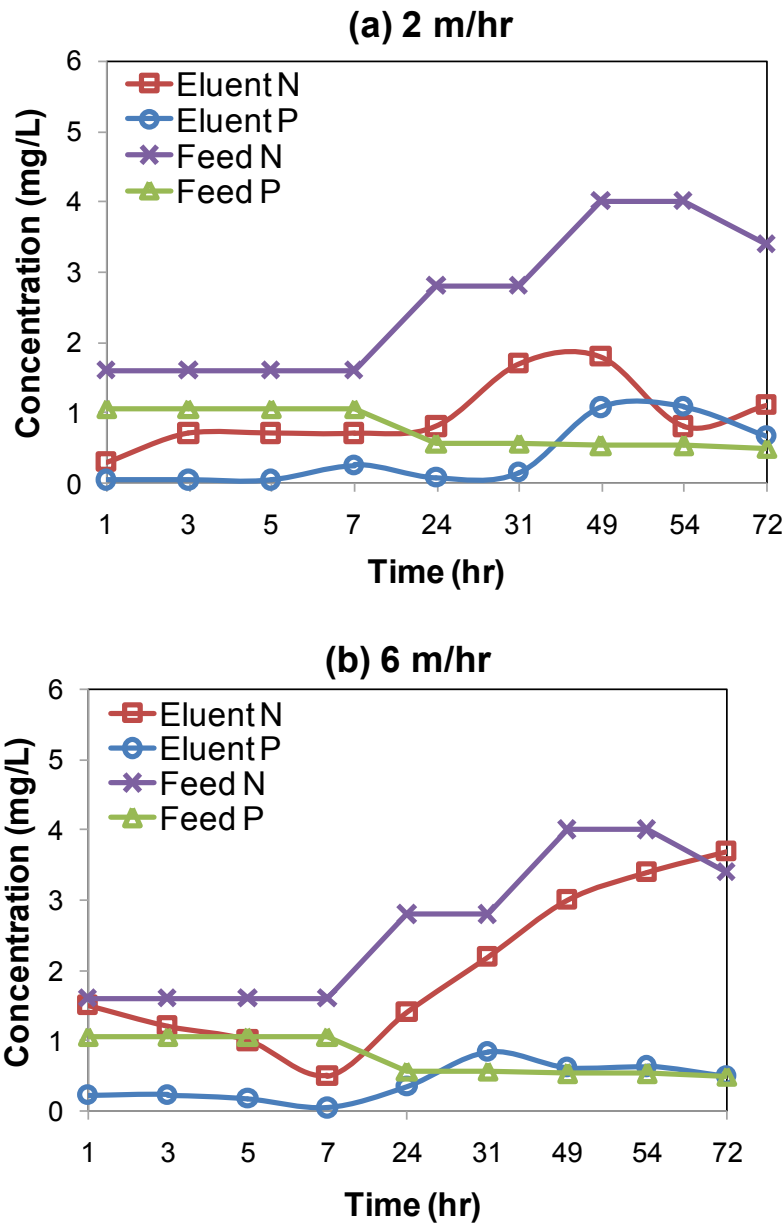 (a) 2 m/hr
Concentration (mg/L)
6
5
4
3
2
1
0
Eluent N
Eluent P
Feed N
Feed P
1 3 5 7 24 31 49 54 72
Time (hr)
(b) 6 m/hr
Concentration (mg/L)
6
5
4
3
2
1
0
Eluent N
Eluent P
Feed N
Feed P
1 3 5 7 24 31 49 54 72
Time (hr)